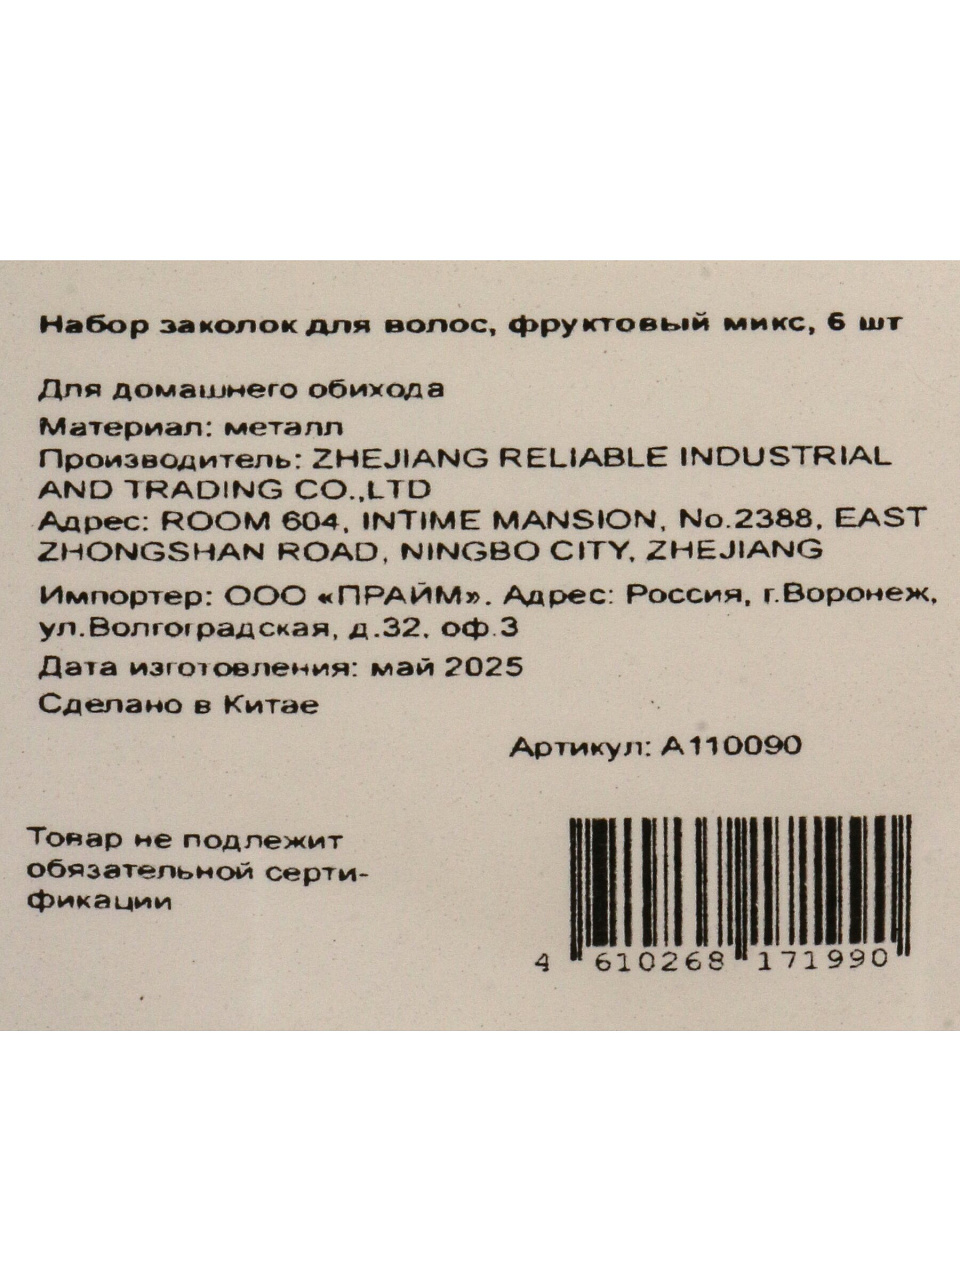 Набор заколок для волос, фруктовый микс, 6 шт
Для домашнего обихода
Материал: металл
Производитель: ZHEJIANG RELIABLE INDUSTRIAL
AND TRADING CO.,LTD
Адрес: ROOM 604, INTIME MANSION, No.2388, EAST
ZHONGSHAN ROAD, NINGBO CITY, ZHEJIANG
Импортер: ООО «ПРАЙМ». Адрес: Россия, г.Воронеж,
ул.Волгоградская, д.32, оф.3
Дата изготовления: май 2025
Сделано в Китае
Артикул: А110090
Товар не подлежит
обязательной серти-
фикации
4 610268 171990